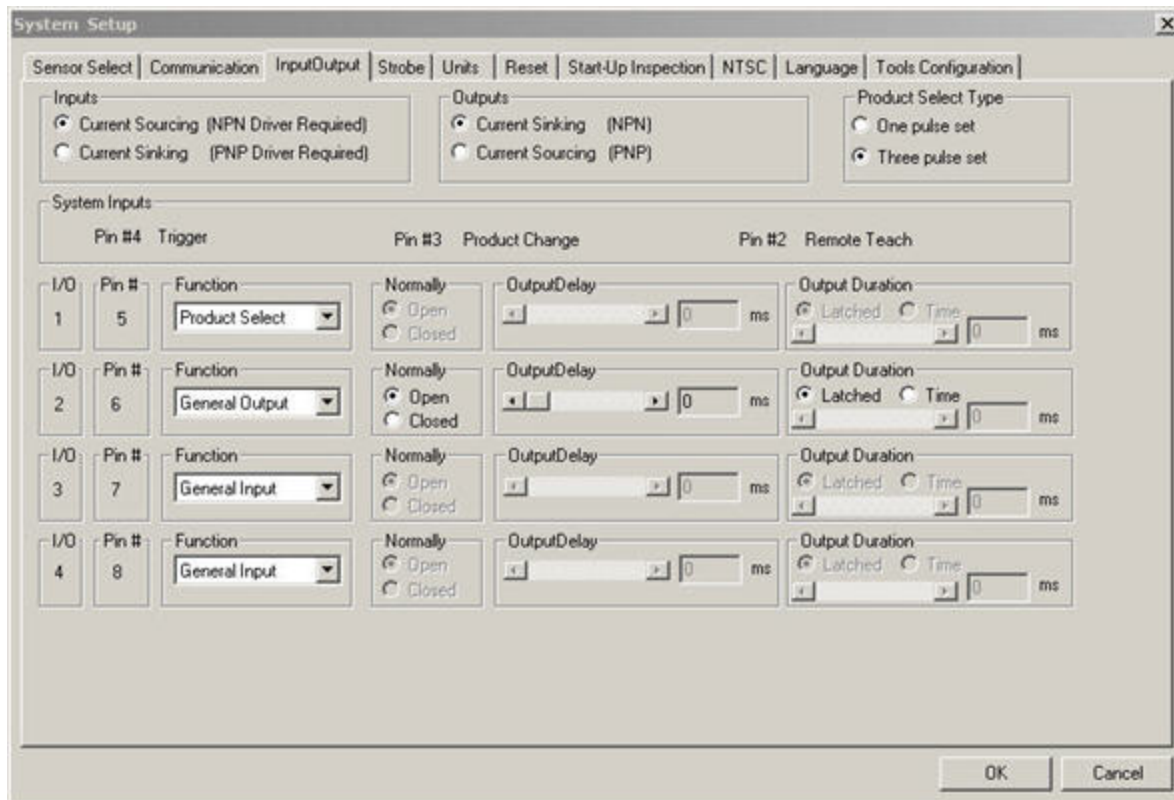 System Setup
Sensor Select Communication InputOutput Strobe Units Reset Start-Up Inspection NTSC Language Tools Configuration
Inputs
Current Sourcing (NPN Driver Required)
Current Sinking (PNP Driver Required)
Outputs
Current Sinking (NPN)
Current Sourcing (PNP)
Product Select Type
One pulse set
Three pulse set
System Inputs
Pin #4 Trigger Pin #3 Product Change Pin #2 Remote Teach
I/O Pin # Function Normally OutputDelay Output Duration
1 5 Product Select Open Closed 0 ms Latched Time 0 ms
I/O Pin # Function Normally OutputDelay Output Duration
2 6 General Output Open Closed 0 ms Latched Time 0 ms
I/O Pin # Function Normally OutputDelay Output Duration
3 7 General Input Open Closed 0 ms Latched Time 0 ms
I/O Pin # Function Normally OutputDelay Output Duration
4 8 General Input Open Closed 0 ms Latched Time 0 ms
OK Cancel